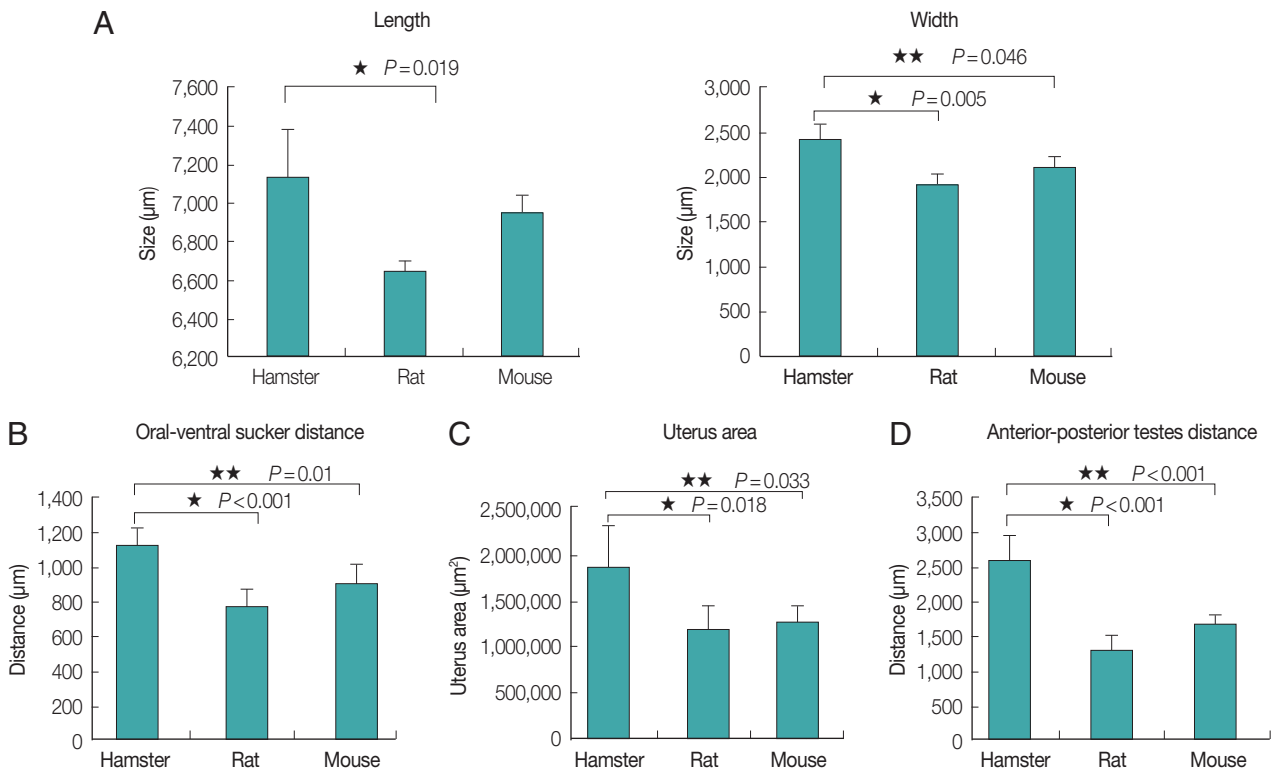 A
Length
★ P=0.019
7,600
7,400
7,200
7,000
6,800
6,600
6,400
6,200
Size (µm)
Hamster Rat Mouse
Width
★★ P=0.046
★ P=0.005
3,000
2,500
2,000
1,500
1,000
500
0
Size (µm)
Hamster Rat Mouse
B
Oral-ventral sucker distance
★★ P=0.01
★ P<0.001
1,400
1,200
1,000
800
600
400
200
0
Distance (µm)
Hamster Rat Mouse
C
Uterus area
★★ P=0.033
★ P=0.018
2,500,000
2,000,000
1,500,000
1,000,000
500,000
0
Uterus area (µm²)
Hamster Rat Mouse
D
Anterior-posterior testes distance
★★ P<0.001
★ P<0.001
3,500
3,000
2,500
2,000
1,500
1,000
500
0
Distance (µm)
Hamster Rat Mouse